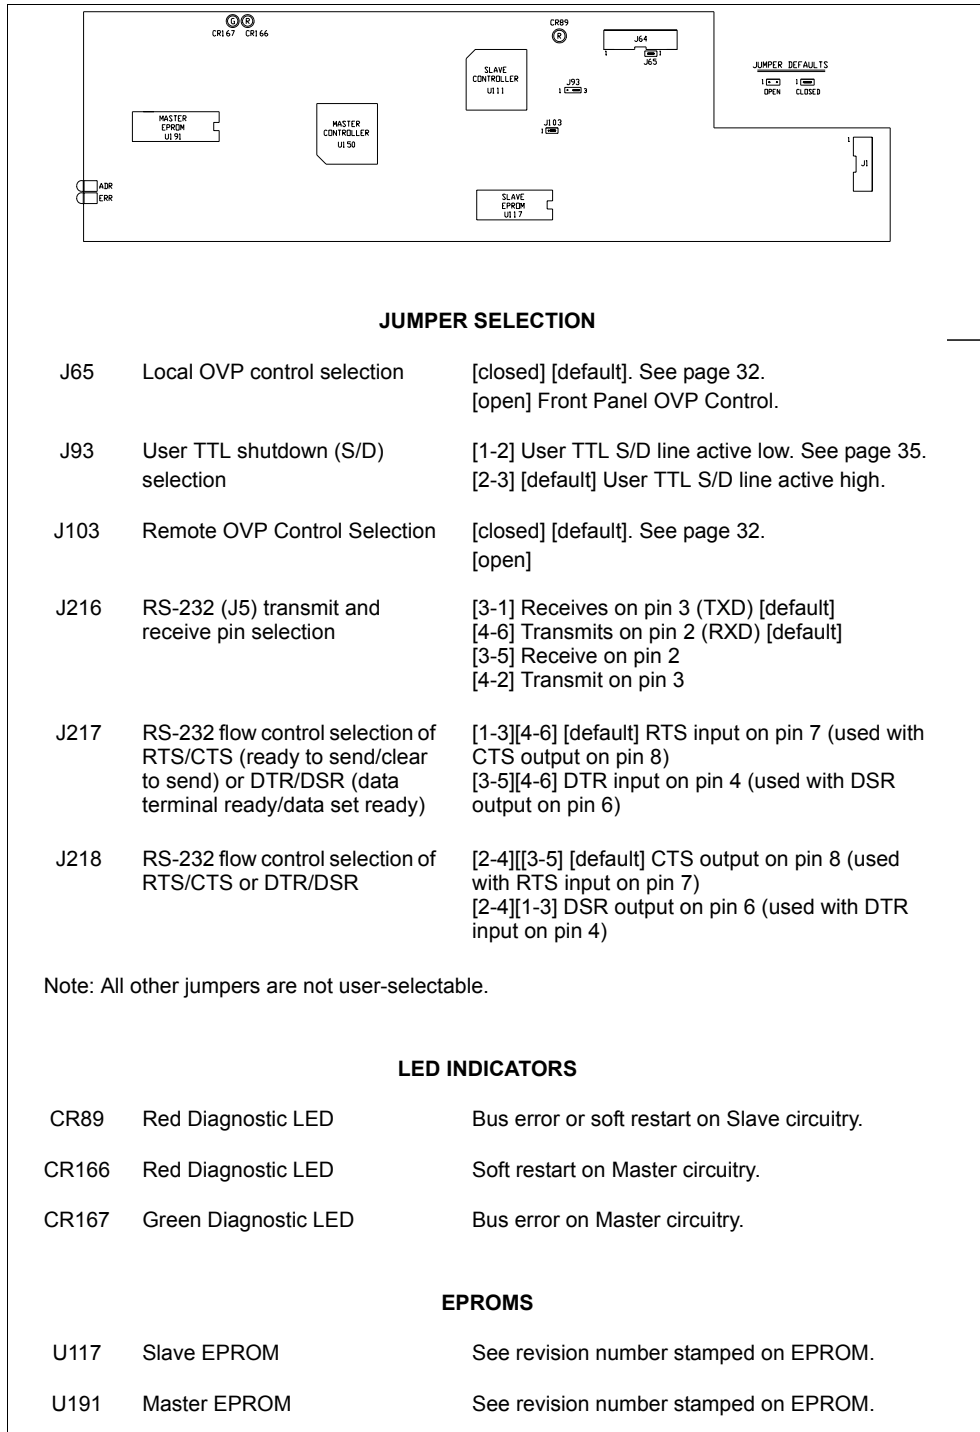 G R
CR167 CR166
CR89
R
J64
1 1
J65
SLAVE
CONTROLLER
U111
J93
1 3
JUMPER DEFAULTS
1 1
OPEN CLOSED
MASTER
EPROM
U191
MASTER
CONTROLLER
U150
J103
1
1
J1
ADR
ERR
SLAVE
EPROM
U117
JUMPER SELECTION
J65 Local OVP control selection [closed] [default]. See page 32.
[open] Front Panel OVP Control.
J93 User TTL shutdown (S/D) [1-2] User TTL S/D line active low. See page 35.
selection [2-3] [default] User TTL S/D line active high.
J103 Remote OVP Control Selection [closed] [default]. See page 32.
[open]
J216 RS-232 (J5) transmit and [3-1] Receives on pin 3 (TXD) [default]
receive pin selection [4-6] Transmits on pin 2 (RXD) [default]
[3-5] Receive on pin 2
[4-2] Transmit on pin 3
J217 RS-232 flow control selection of [1-3][4-6] [default] RTS input on pin 7 (used with
RTS/CTS (ready to send/clear CTS output on pin 8)
to send) or DTR/DSR (data [3-5][4-6] DTR input on pin 4 (used with DSR
terminal ready/data set ready) output on pin 6)
J218 RS-232 flow control selection of [2-4][[3-5] [default] CTS output on pin 8 (used
RTS/CTS or DTR/DSR with RTS input on pin 7)
[2-4][1-3] DSR output on pin 6 (used with DTR
input on pin 4)
Note: All other jumpers are not user-selectable.
LED INDICATORS
CR89 Red Diagnostic LED Bus error or soft restart on Slave circuitry.
CR166 Red Diagnostic LED Soft restart on Master circuitry.
CR167 Green Diagnostic LED Bus error on Master circuitry.
EPROMS
U117 Slave EPROM See revision number stamped on EPROM.
U191 Master EPROM See revision number stamped on EPROM.